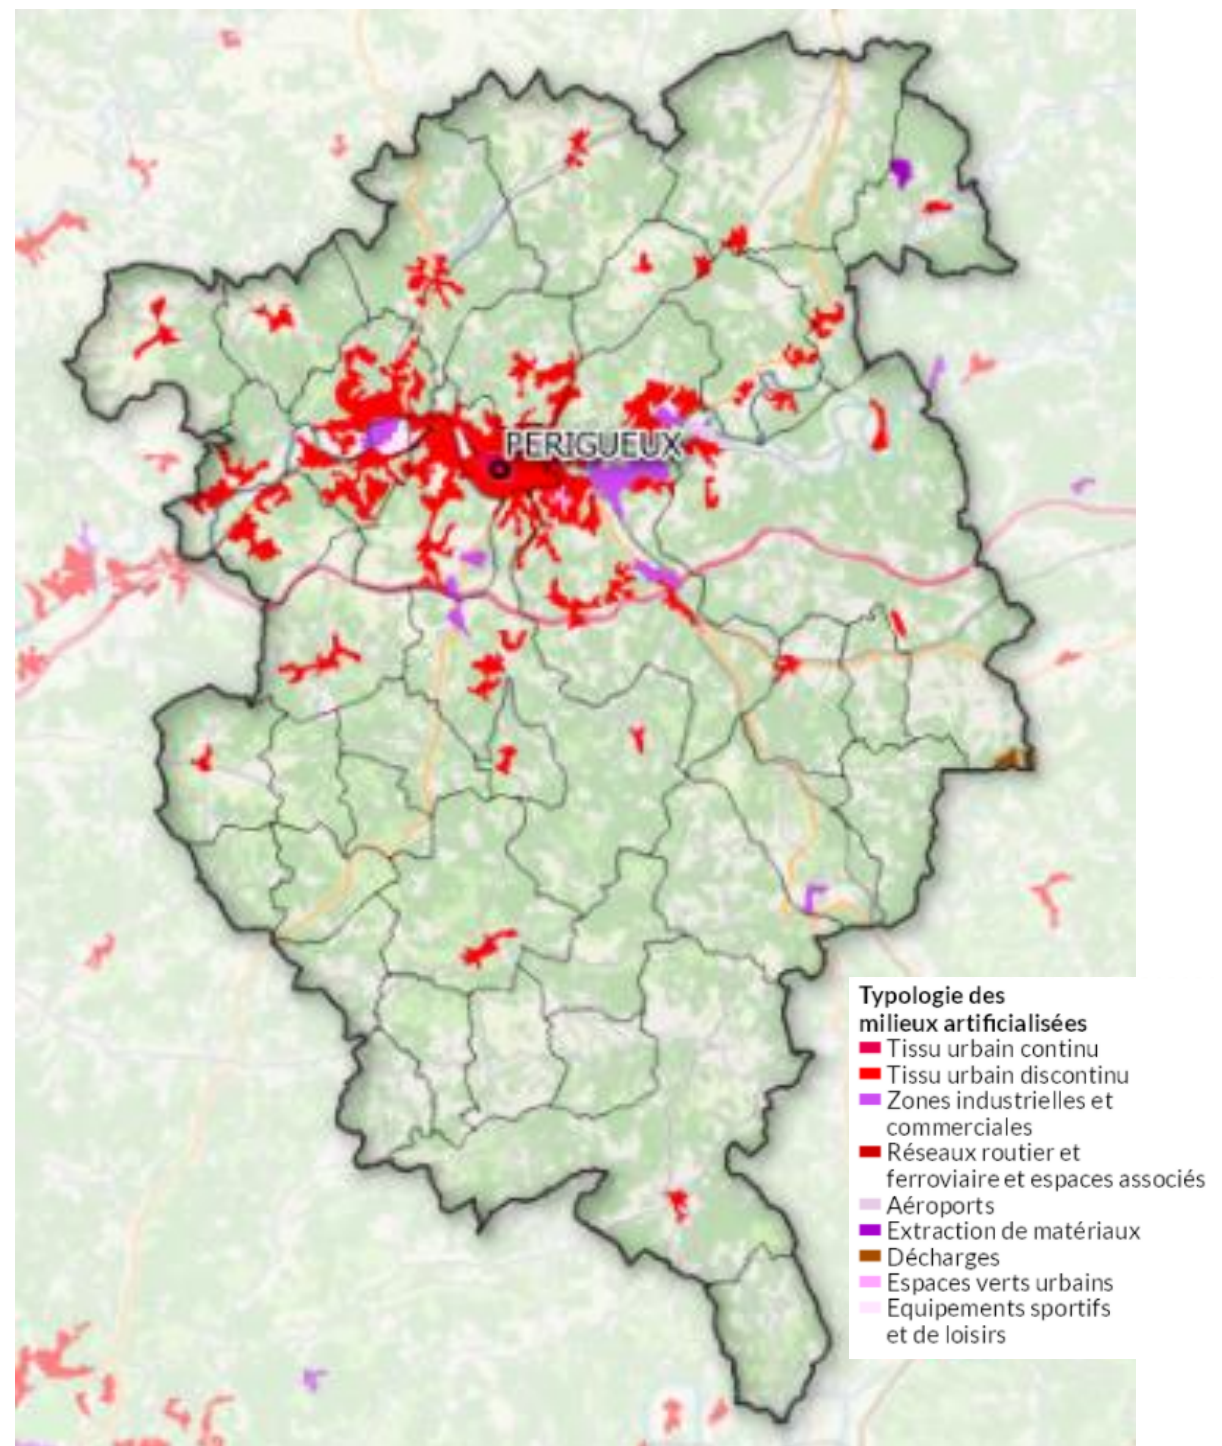 PERIGUEUX
Typologie des
milieux artificialisées
Tissu urbain continu
Tissu urbain discontinu
Zones industrielles et
commerciales
Réseaux routier et
ferroviaire et espaces associés
Aéroports
Extraction de matériaux
Décharges
Espaces verts urbains
Equipements sportifs
et de loisirs